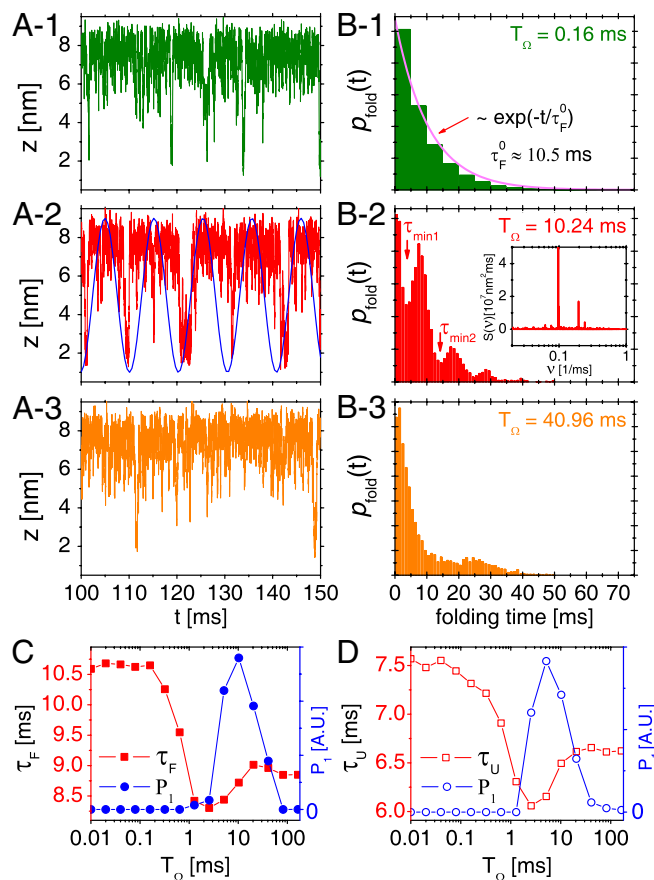 A-1
8
6
4
2
z [nm]
B-1
T_Ω = 0.16 ms
p_fold(t)
~ exp(-t/τ_F^0)
τ_F^0 ≈ 10.5 ms
A-2
8
6
4
2
z [nm]
B-2
T_Ω = 10.24 ms
p_fold(t)
τ_min1
τ_min2
4
2
0
S(ν)[10^7 nm^2 ms]
0.1 1
ν [1/ms]
A-3
8
6
4
2
z [nm]
100 110 120 130 140 150
t [ms]
B-3
T_Ω = 40.96 ms
p_fold(t)
0 10 20 30 40 50 60 70
folding time [ms]
C
10.5
10.0
9.5
9.0
8.5
τ_F [ms]
τ_F
P_1
P_1 [A.U.]
0
0.01 0.1 1 10 100
T_Ω [ms]
D
7.5
7.0
6.5
6.0
τ_U [ms]
τ_U
P_1
[A.U.]
0
0.01 0.1 1 10 100
T_Ω [ms]